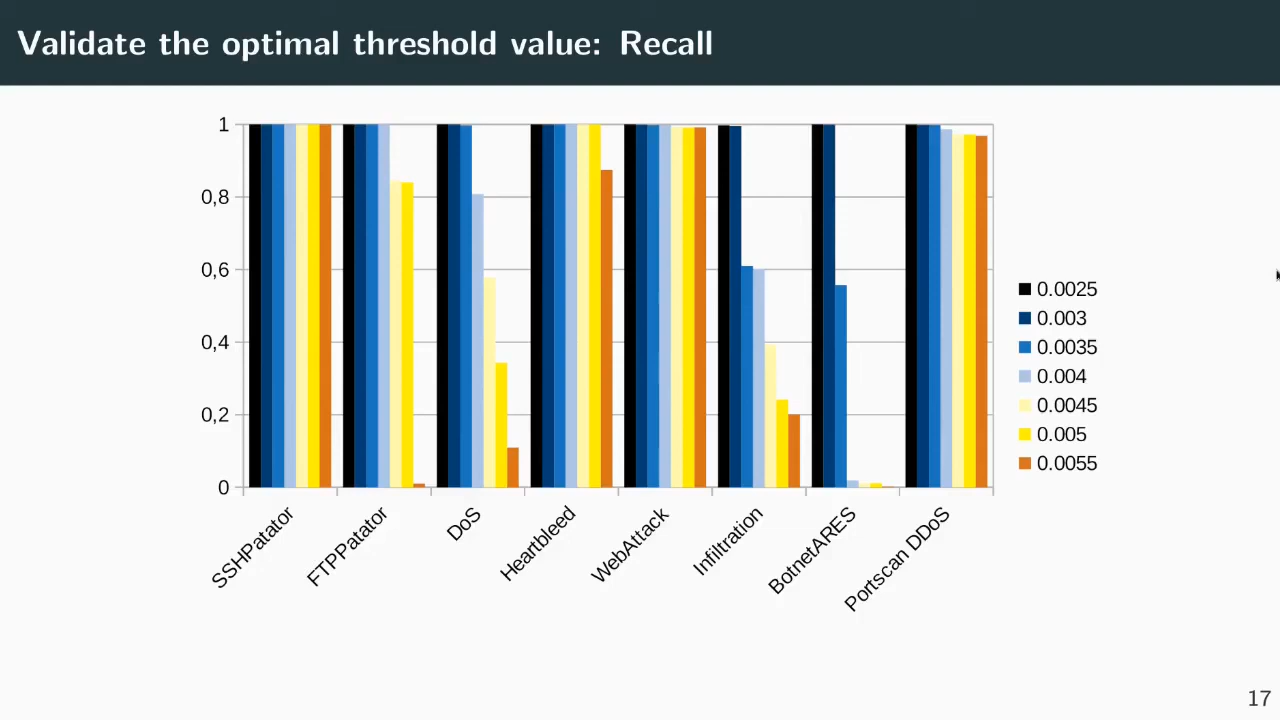 Validate the optimal threshold value: Recall
1
0,8
0,6
0,4
0,2
0
SSHPatator
FTPPatator
DoS
Heartbleed
WebAttack
Infiltration
BotnetARES
Portscan DDoS
0.0025
0.003
0.0035
0.004
0.0045
0.005
0.0055
17